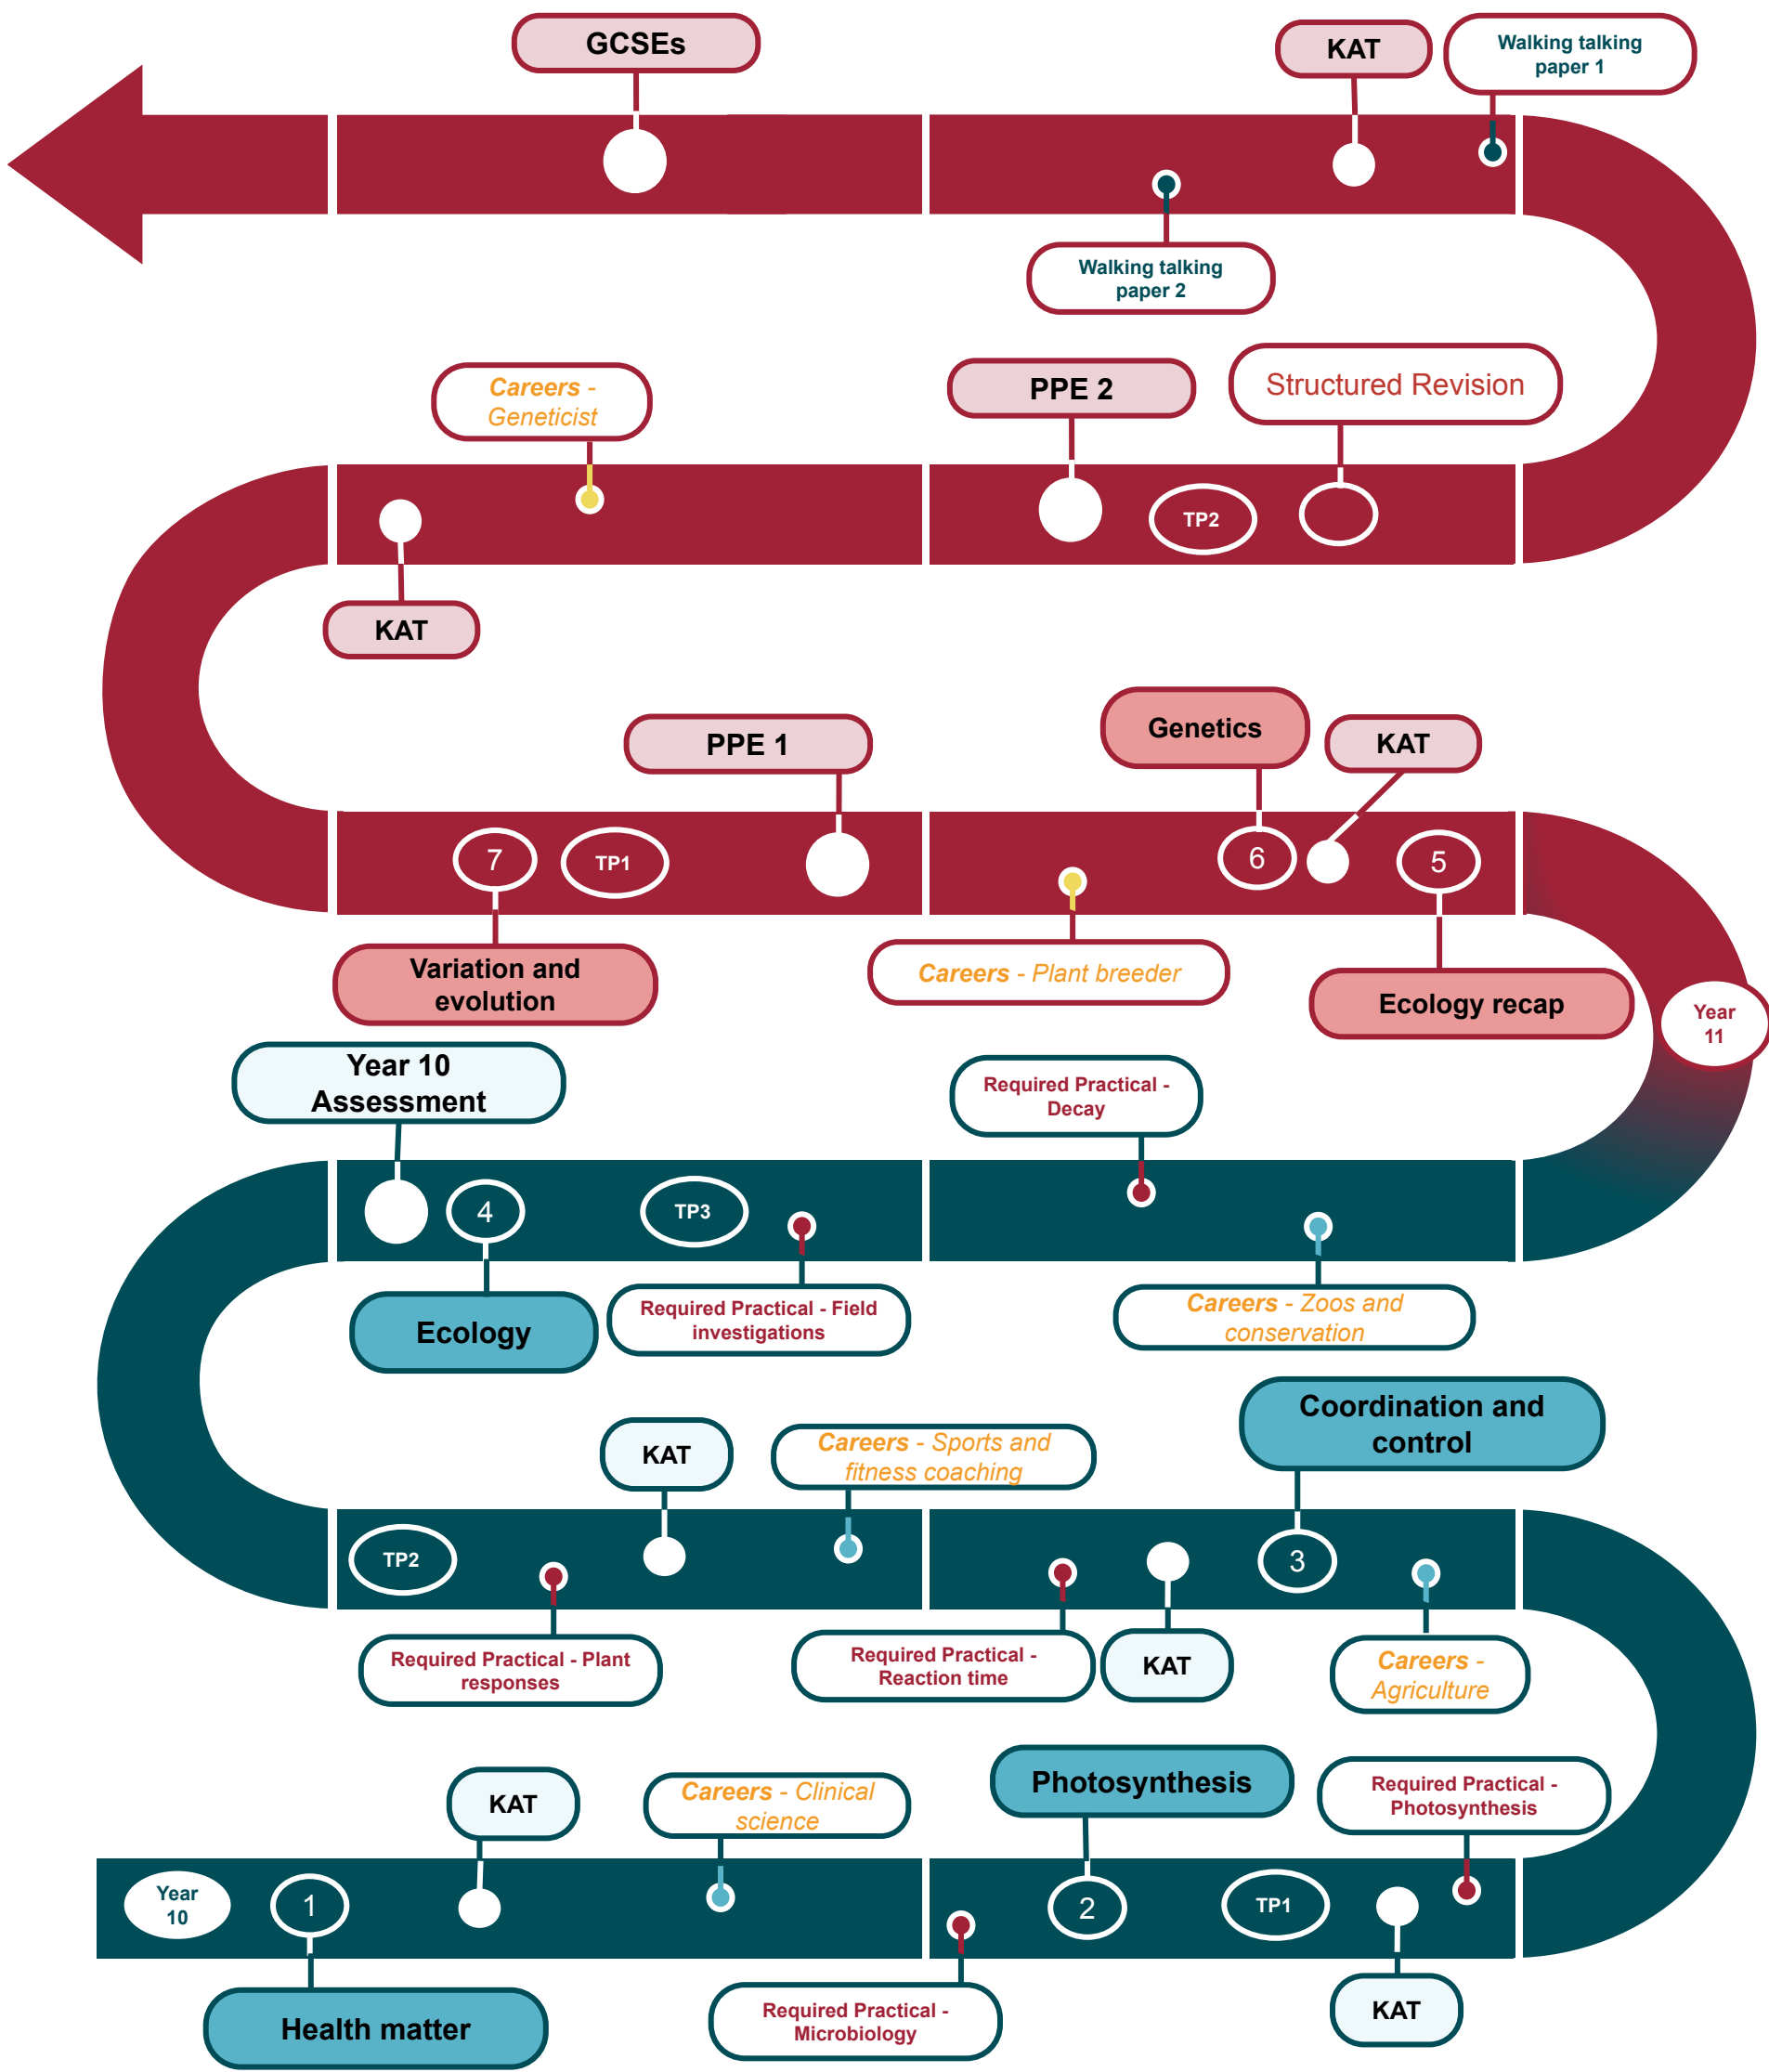 GCSEs
KAT
Walking talking
paper 1
Walking talking
paper 2
Careers -
Geneticist
PPE 2
Structured Revision
TP2
KAT
PPE 1
Genetics
KAT
7
TP1
6
5
Variation and
evolution
Careers - Plant breeder
Ecology recap
Year
11
Year 10
Assessment
Required Practical -
Decay
4
TP3
Ecology
Required Practical - Field
investigations
Careers - Zoos and
conservation
Coordination and
control
KAT
Careers - Sports and
fitness coaching
TP2
3
Required Practical - Plant
responses
Required Practical -
Reaction time
KAT
Careers -
Agriculture
KAT
Careers - Clinical
science
Photosynthesis
Required Practical -
Photosynthesis
Year
10
1
2
TP1
Health matter
Required Practical -
Microbiology
KAT